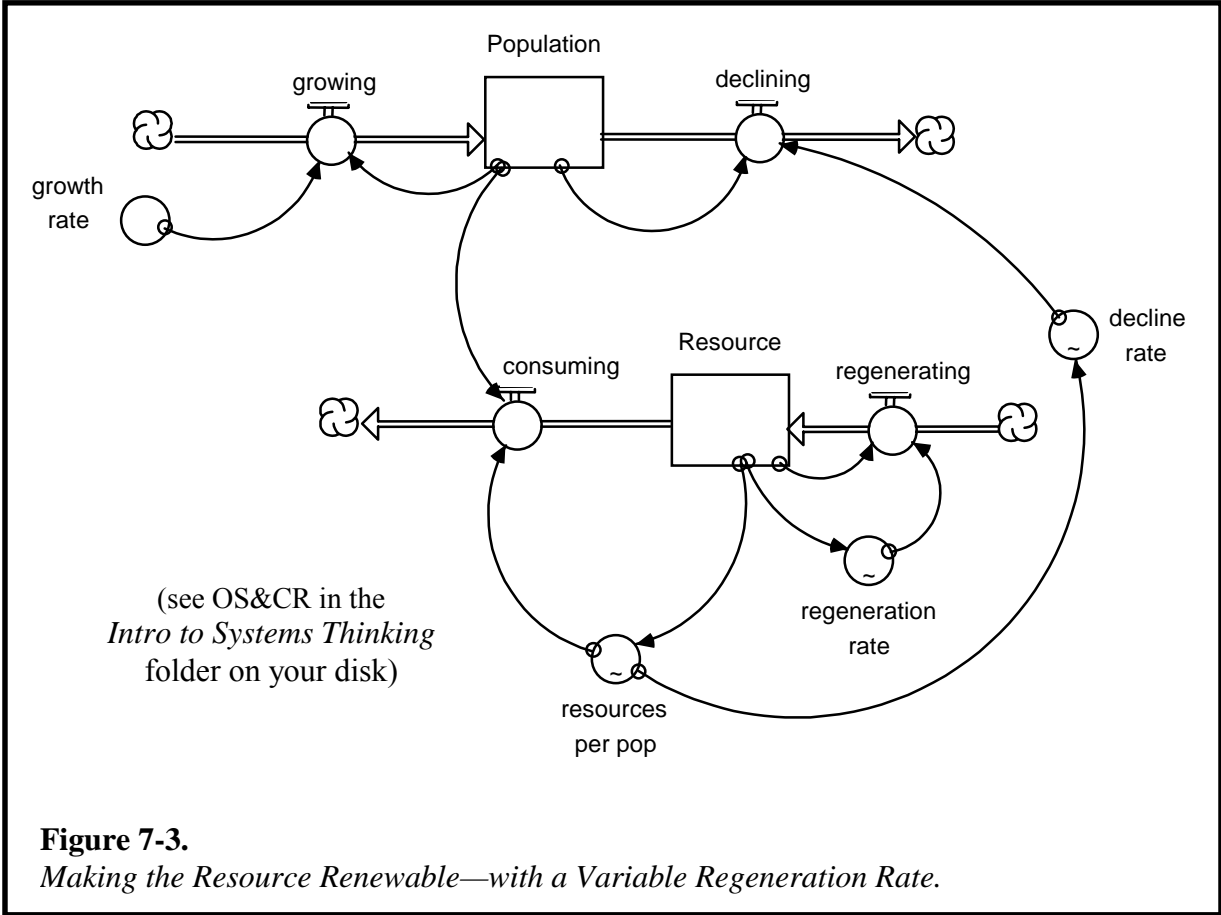 Population
growing
declining
growth
rate
decline
rate
Resource
consuming
regenerating
~
~
regeneration
rate
(see OS&CR in the
Intro to Systems Thinking
folder on your disk)
~
resources
per pop
Figure 7-3.
Making the Resource Renewable—with a Variable Regeneration Rate.